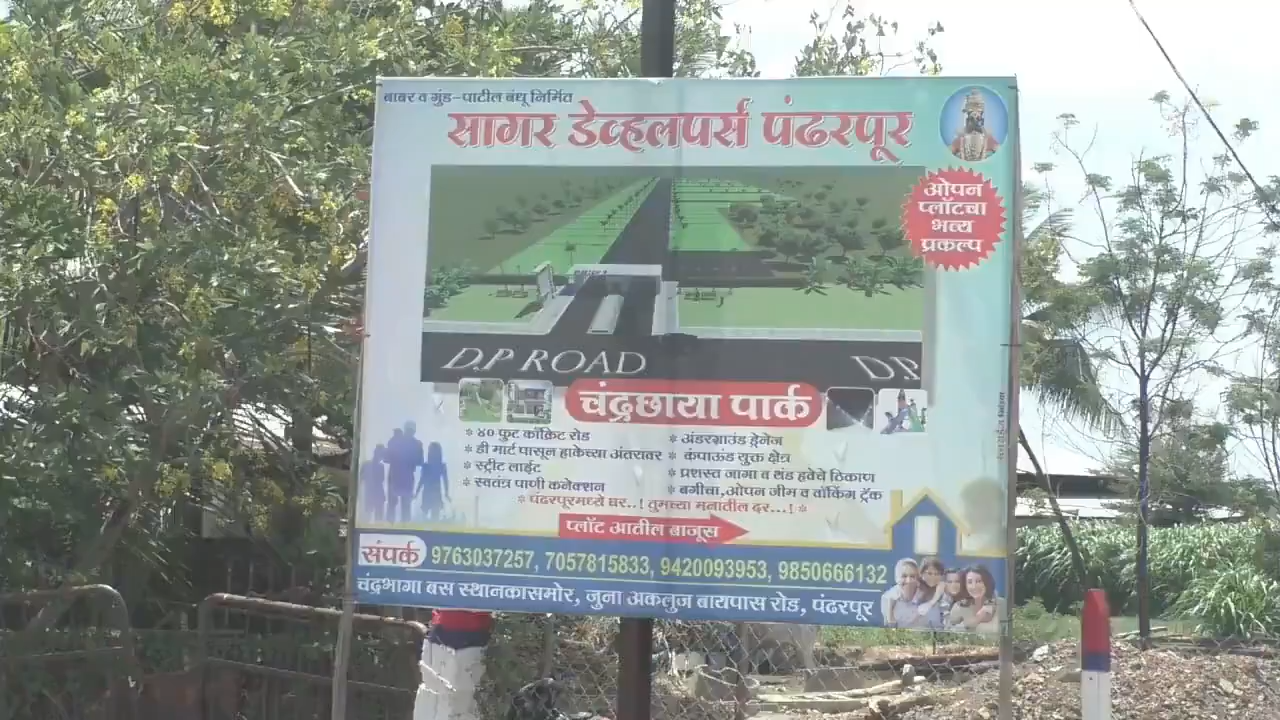 बाबर व गुंड-पाटील बंधू निर्मित
सागर डेव्हलपर्स पंढरपूर
ओपन
प्लॉटचा
भव्य
प्रकल्प
D.P ROAD
D.P.
चंद्रछाया पार्क
* ४० फुट काँक्रिट रोड
* डी मार्ट पासून हाकेच्या अंतरावर
* स्ट्रीट लाईट
* स्वतंत्र पाणी कनेक्शन
* अंडरग्राउंड ड्रेनेज
* कंपाऊंड युक्त क्षेत्र
* प्रशस्त जागा व थंड हवेचे ठिकाण
* बगीचा,ओपन जीम व वॉकिंग ट्रॅक
* पंढरपूरमध्ये घर..! तुमच्या मनातील दर...! *
प्लॉट आतील बाजूस
संपर्क 9763037257, 7057815833, 9420093953, 9850666132
चंद्रभागा बस स्थानकासमोर, जुना अकलुज बायपास रोड, पंढरपूर